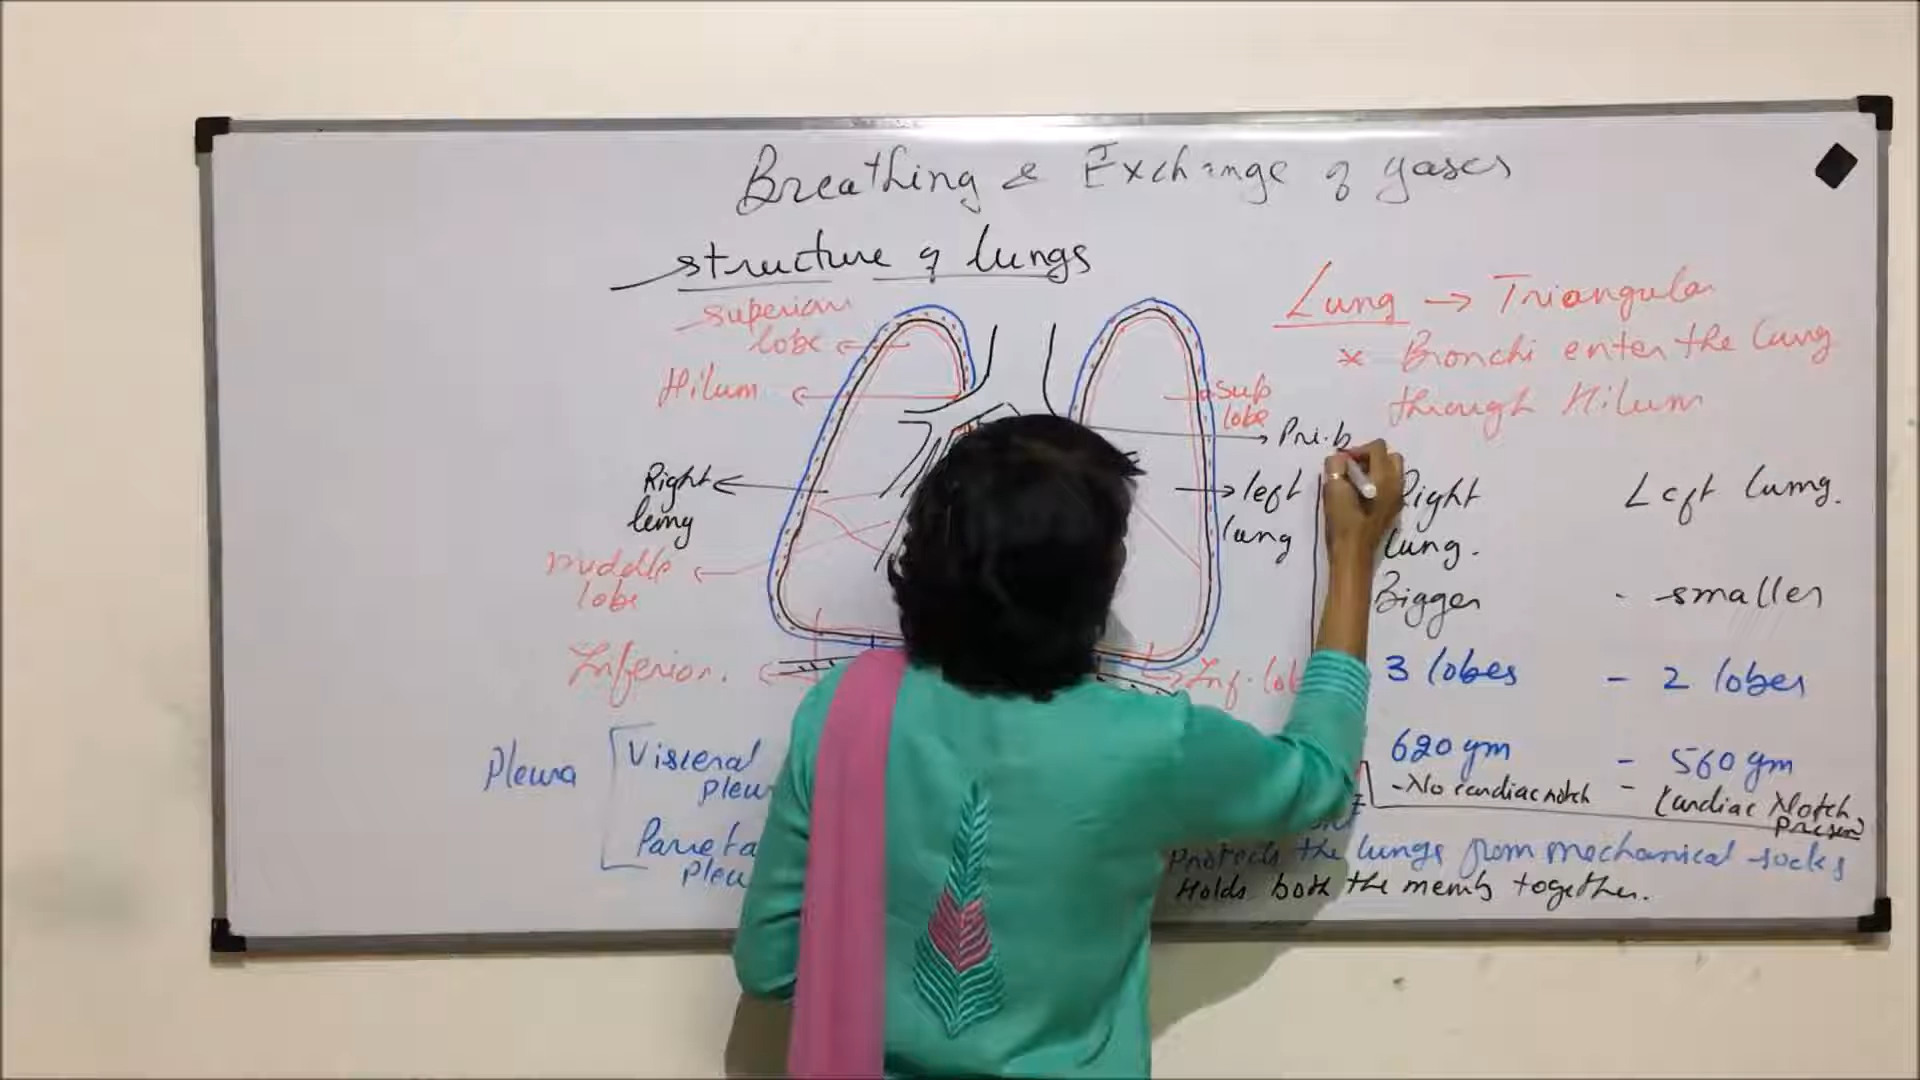 Breathing & Exchange of gases
structure of lungs
superior
lobe
Hilum
Right
lung
middle
lobe
Inferior.
Pleura
Visceral
pleu
Parieta
pleu
sup
lobe
Pri.b
left
lung
Inf. lob
Lung → Triangular
* Bronchi enter the lung
through Hilum
Right
lung.
Left lung.
Bigger - smaller
3 lobes - 2 lobes
620 gm - 560 gm
- No cardiac notch - Cardiac Notch
present
Protects the lungs from mechanical socks
Holds both the memb together.